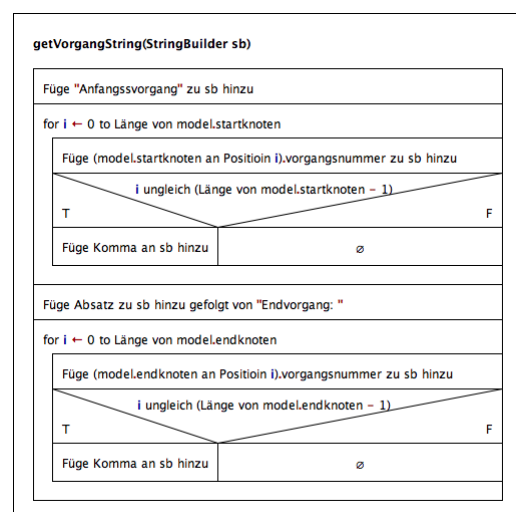 getVorgangString(StringBuilder sb)
Füge "Anfangssvorgang" zu sb hinzu
for i ← 0 to Länge von model.startknoten
Füge (model.startknoten an Positioin i).vorgangsnummer zu sb hinzu
i ungleich (Länge von model.startknoten - 1)
T F
Füge Komma an sb hinzu ∅
Füge Absatz zu sb hinzu gefolgt von "Endvorgang: "
for i ← 0 to Länge von model.endknoten
Füge (model.endknoten an Positioin i).vorgangsnummer zu sb hinzu
i ungleich (Länge von model.endknoten - 1)
T F
Füge Komma an sb hinzu ∅